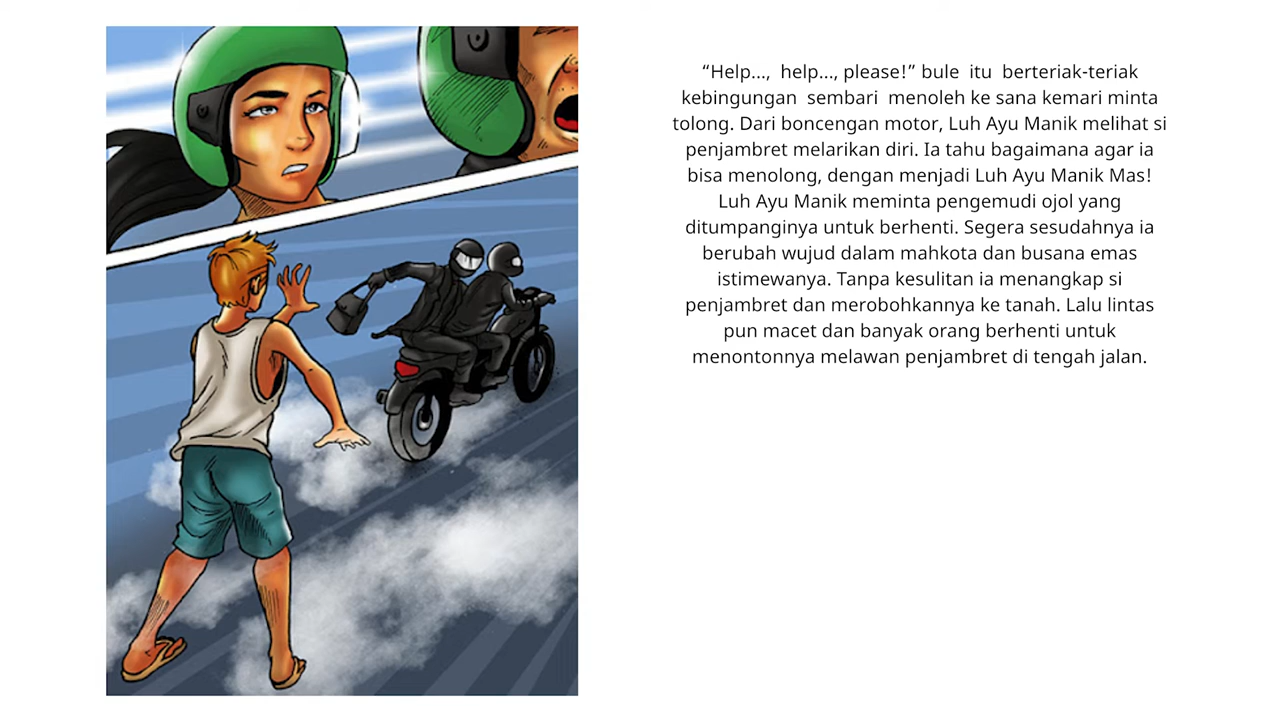 “Help..., help..., please!” bule itu berteriak-teriak
kebingungan sembari menoleh ke sana kemari minta
tolong. Dari boncengan motor, Luh Ayu Manik melihat si
penjambret melarikan diri. Ia tahu bagaimana agar ia
bisa menolong, dengan menjadi Luh Ayu Manik Mas!
Luh Ayu Manik meminta pengemudi ojol yang
ditumpanginya untuk berhenti. Segera sesudahnya ia
berubah wujud dalam mahkota dan busana emas
istimewanya. Tanpa kesulitan ia menangkap si
penjambret dan merobohkannya ke tanah. Lalu lintas
pun macet dan banyak orang berhenti untuk
menontonnya melawan penjambret di tengah jalan.